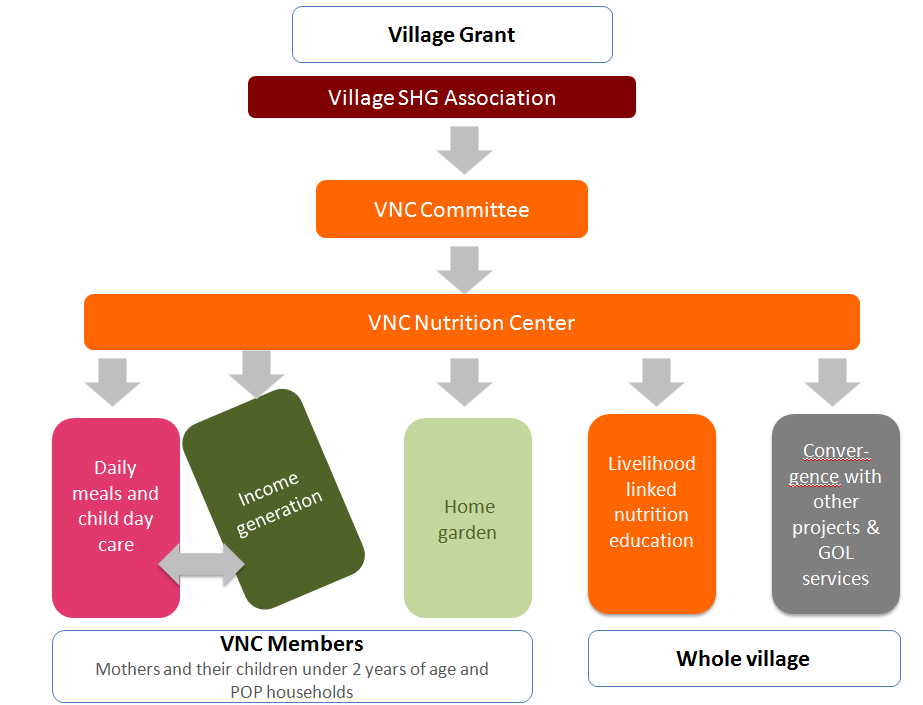 Village Grant
Village SHG Association
VNC Committee
VNC Nutrition Center
Daily
meals and
child day
care
Income
generation
Home
garden
Livelihood
linked
nutrition
education
Conver-
gence with
other
projects &
GOL
services
VNC Members
Mothers and their children under 2 years of age and
POP households
Whole village